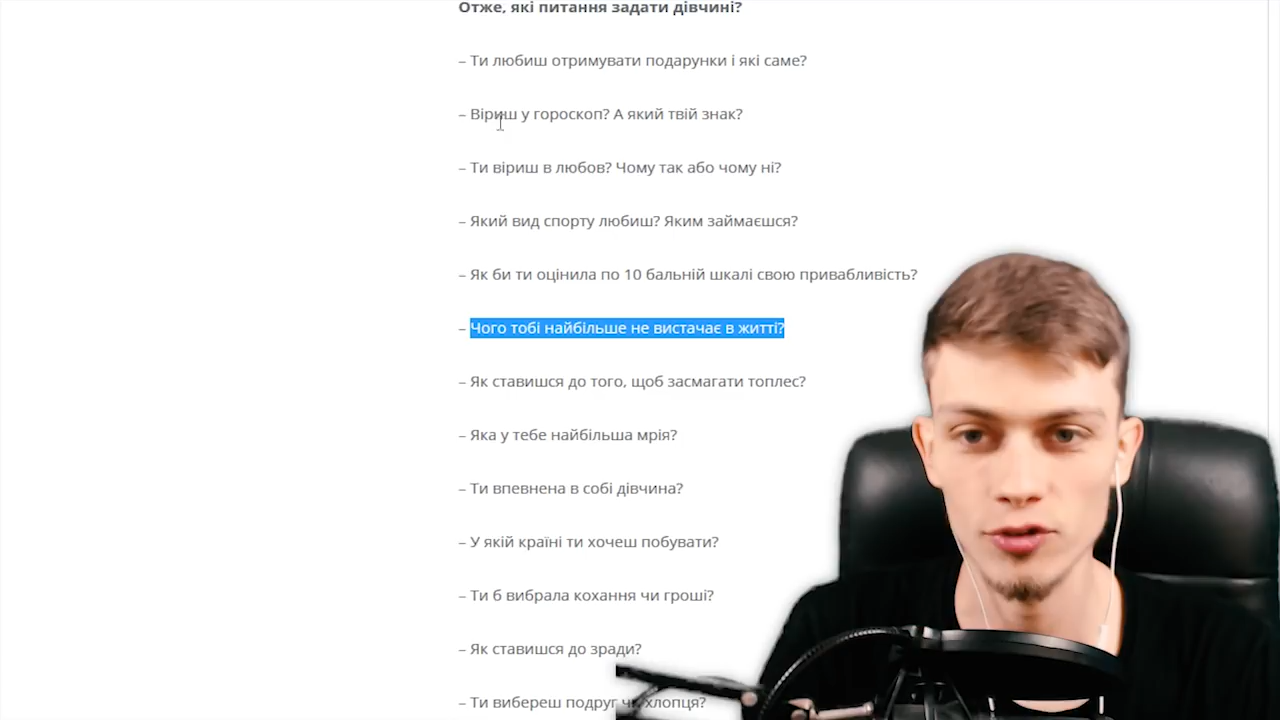 Отже, які питання задати дівчині?
– Ти любиш отримувати подарунки і які саме?
– Віриш у гороскоп? А який твій знак?
– Ти віриш в любов? Чому так або чому ні?
– Який вид спорту любиш? Яким займаєшся?
– Як би ти оцінила по 10 бальній шкалі свою привабливість?
– Чого тобі найбільше не вистачає в житті?
– Як ставишся до того, щоб засмагати топлес?
– Яка у тебе найбільша мрія?
– Ти впевнена в собі дівчина?
– У якій країні ти хочеш побувати?
– Ти б вибрала кохання чи гроші?
– Як ставишся до зради?
– Ти вибереш подруг чи хлопця?